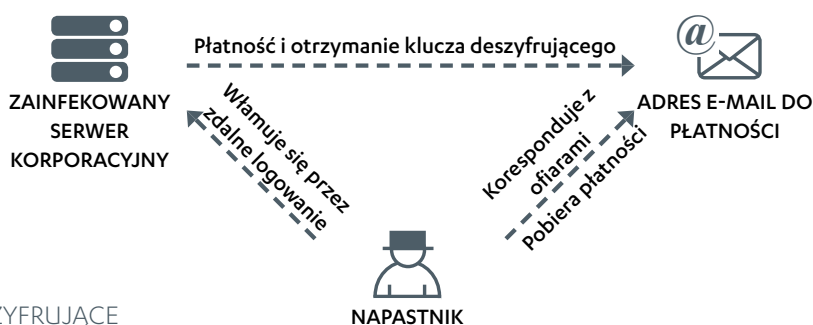 Płatność i otrzymanie klucza deszyfrującego
@
ZAINFEKOWANY
SERWER
KORPORACYJNY
ADRES E-MAIL DO
PŁATNOŚCI
Włamuje się przez
zdalne logowanie
Koresponduje z
ofiarami
Pobiera płatności
NAPASTNIK
ZYFRUJĄCE